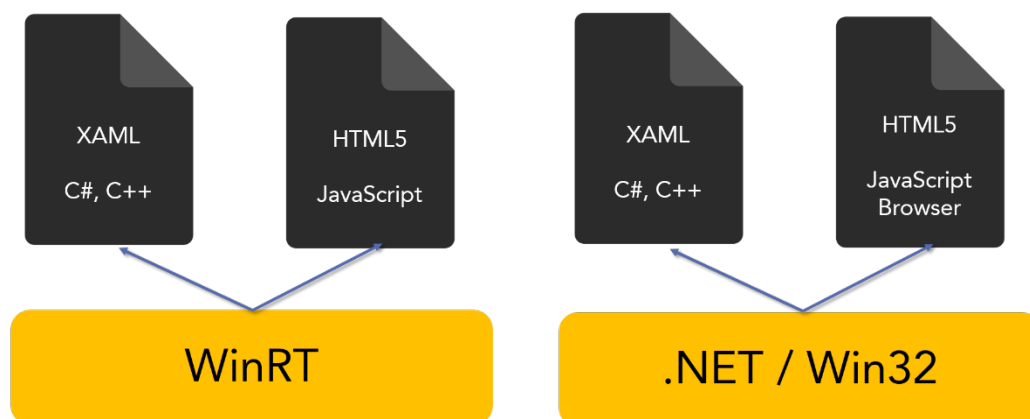 XAML
C#, C++
HTML5
JavaScript
WinRT
XAML
C#, C++
HTML5
JavaScript
Browser
.NET / Win32